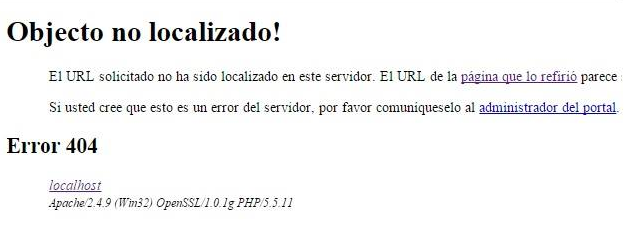 Objecto no localizado!
El URL solicitado no ha sido localizado en este servidor. El URL de la página que lo refirió parece
Si usted cree que esto es un error del servidor, por favor comuniqueselo al administrador del portal.
Error 404
localhost
Apache/2.4.9 (Win32) OpenSSL/1.0.1g PHP/5.5.11